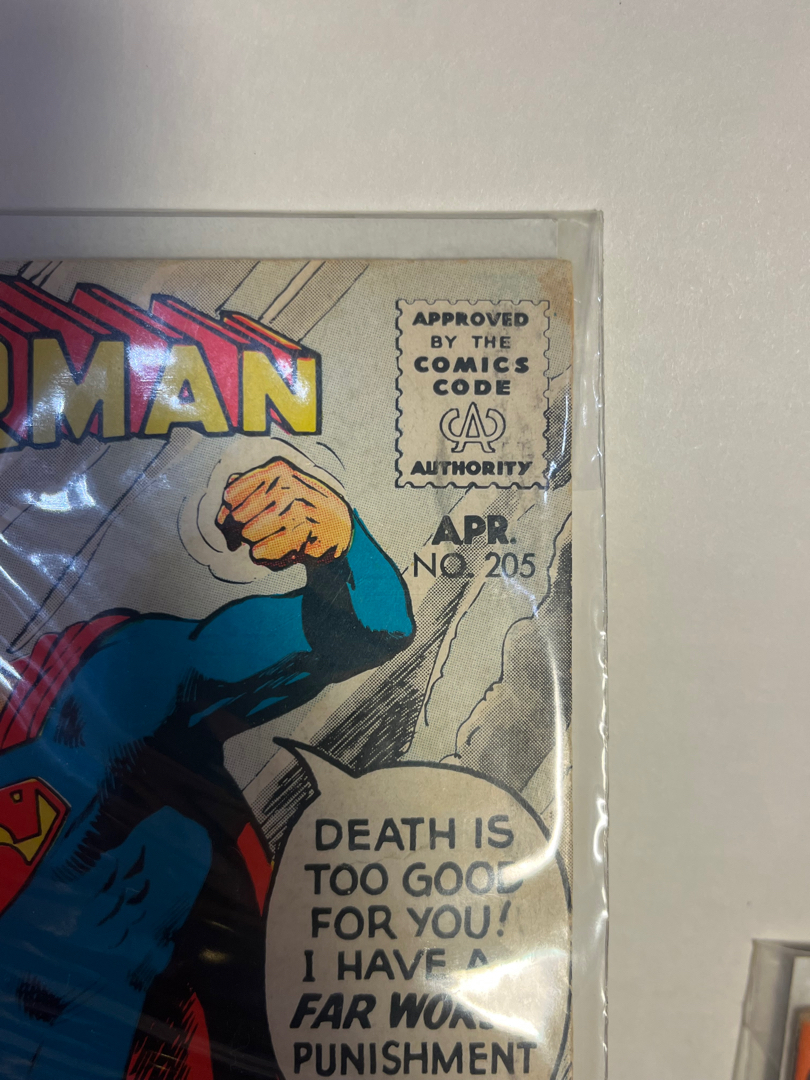 RMAN
APPROVED
BY THE
COMICS
CODE
CA
AUTHORITY
APR.
NO. 205
DEATH IS
TOO GOOD
FOR YOU!
I HAVE A
FAR
PUNISHMENT